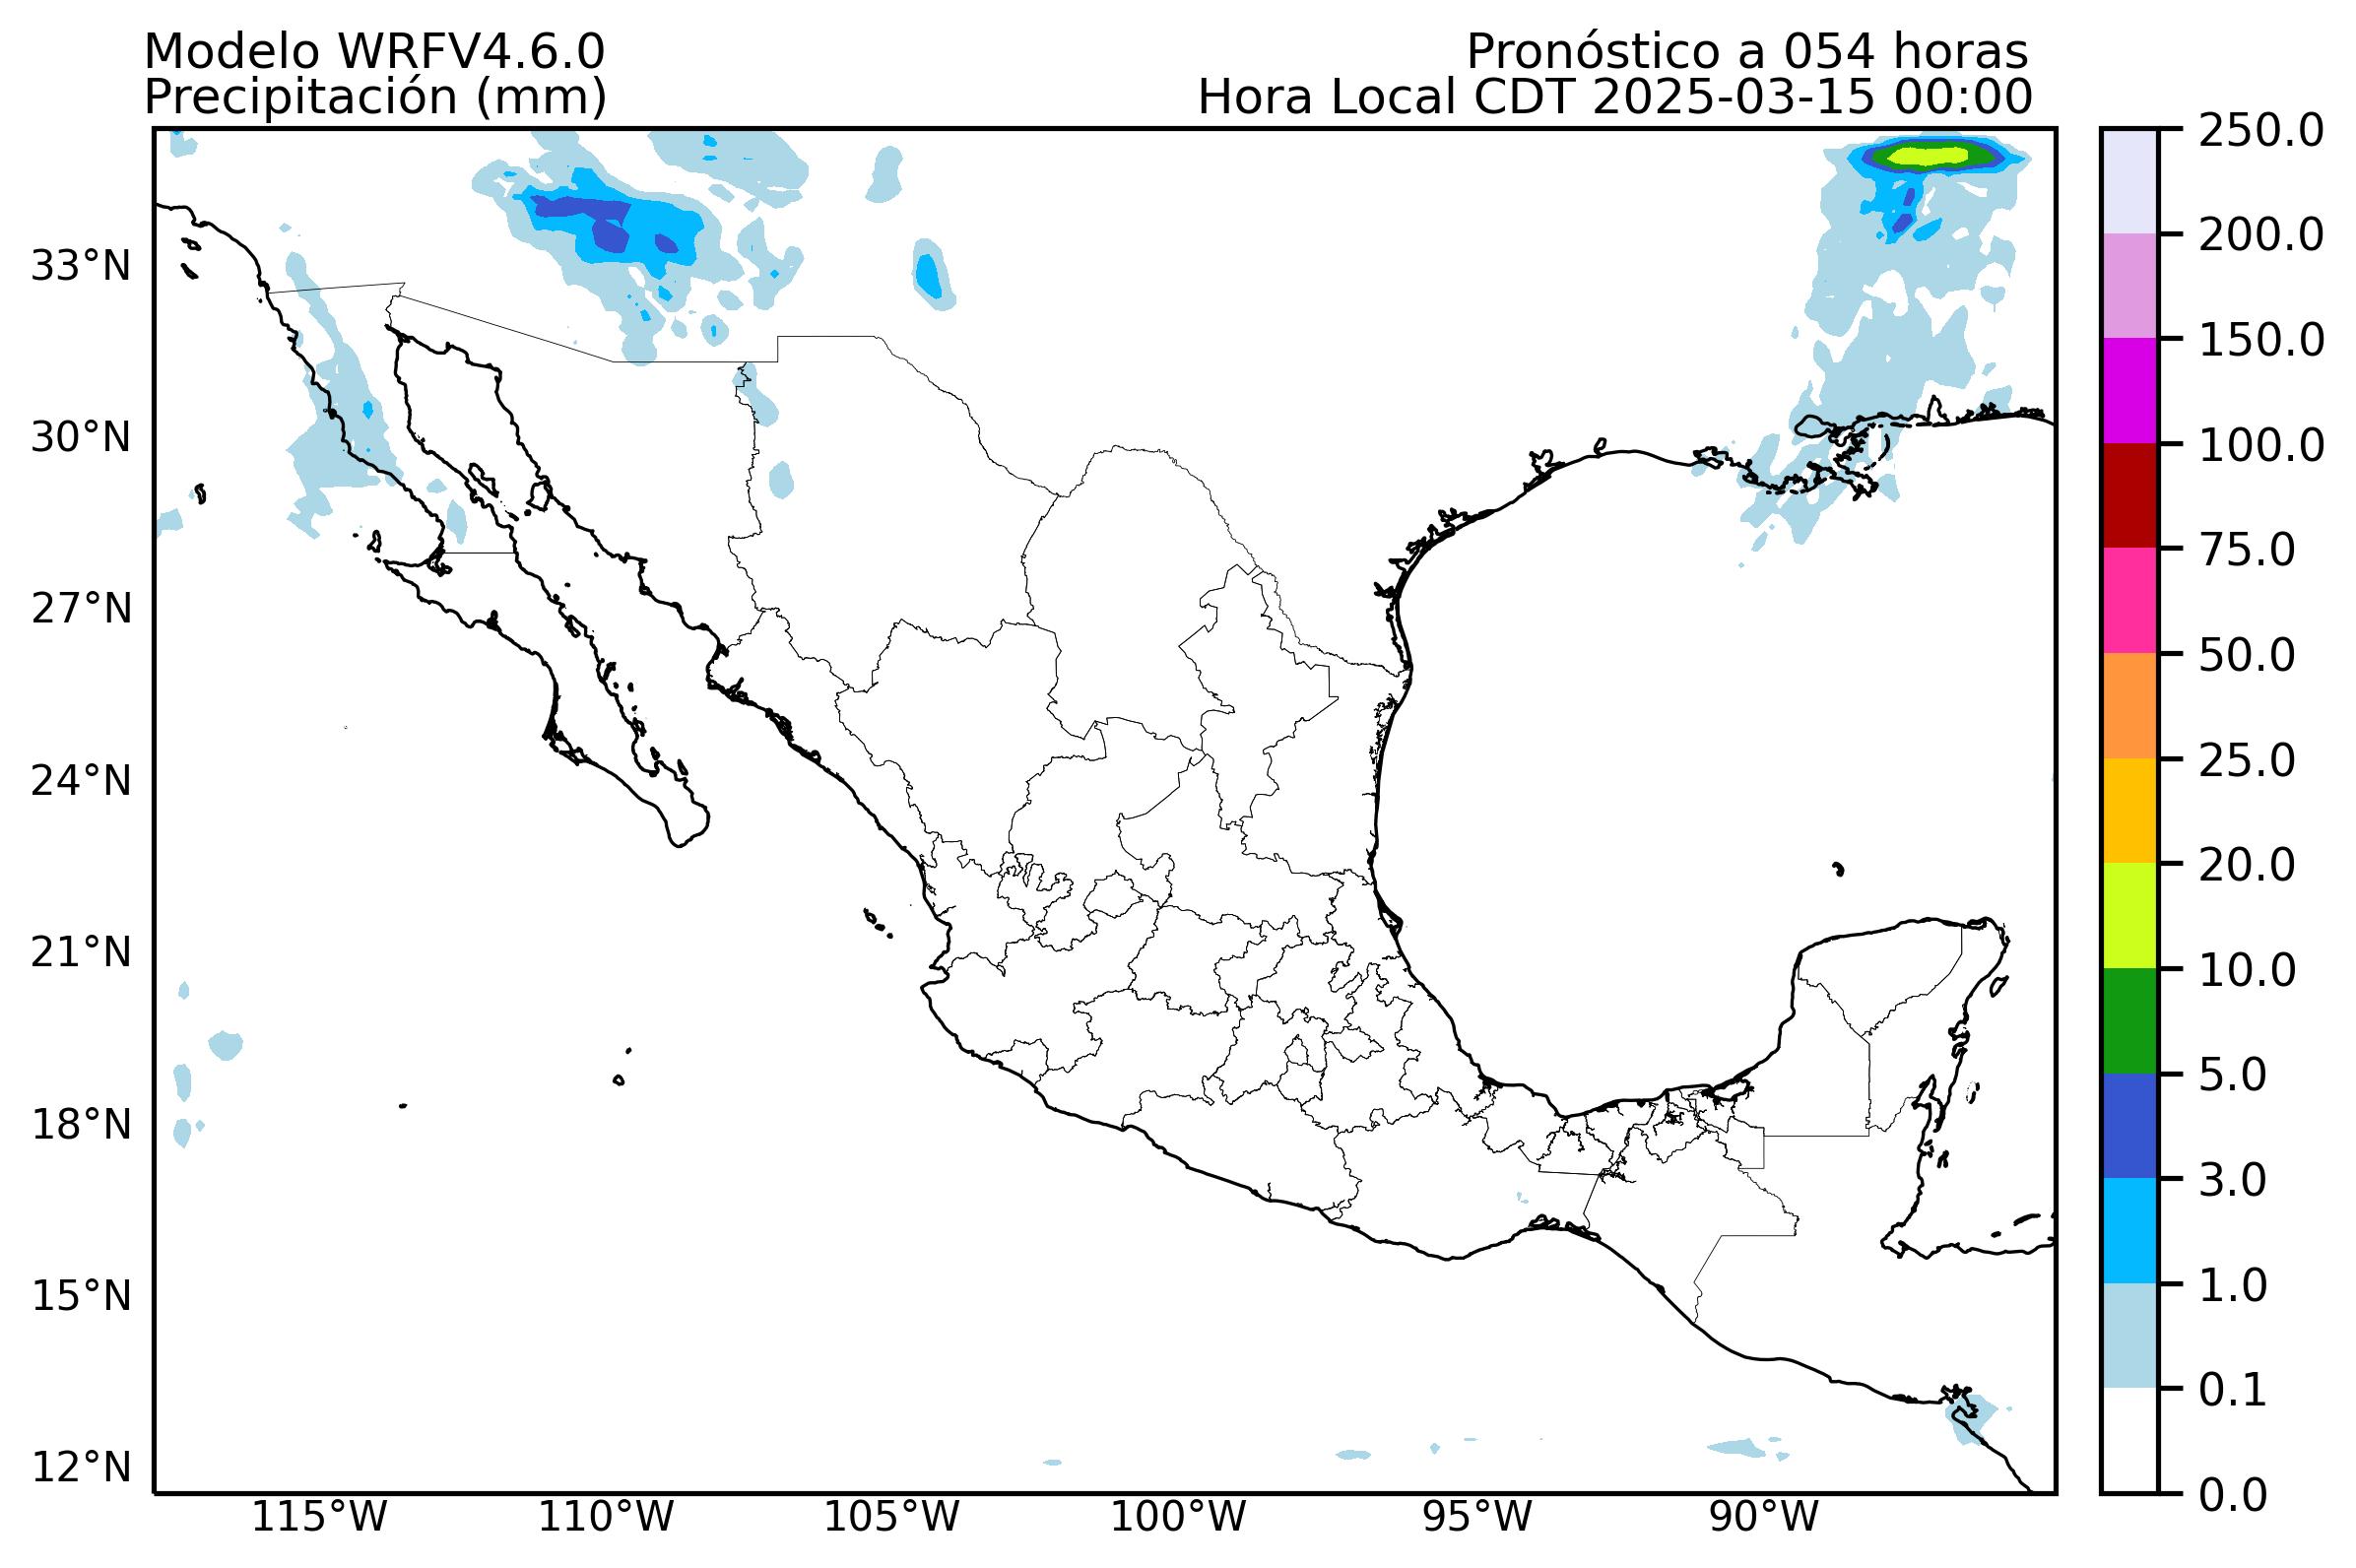 Modelo WRFV4.6.0
Pronóstico a 054 horas
Precipitación (mm)
Hora Local CDT 2025-03-15 00:00
33°N
30°N
27°N
24°N
21°N
18°N
15°N
12°N
115°W
110°W
105°W
100°W
95°W
90°W
250.0
200.0
150.0
100.0
75.0
50.0
25.0
20.0
10.0
5.0
3.0
1.0
0.1
0.0